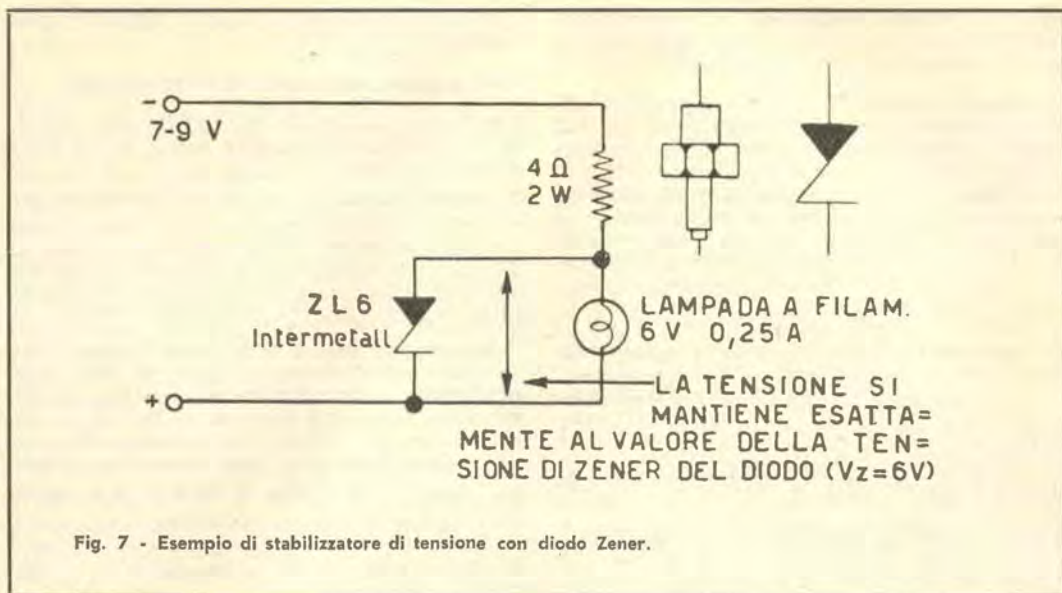 -
7-9 V
4 Ω
2 W
Z L 6
Intermetall
LAMPADA A FILAM.
6 V 0,25 A
+
LA TENSIONE SI
MANTIENE ESATTA=
MENTE AL VALORE DELLA TEN=
SIONE DI ZENER DEL DIODO (Vz=6V)
Fig. 7 - Esempio di stabilizzatore di tensione con diodo Zener.